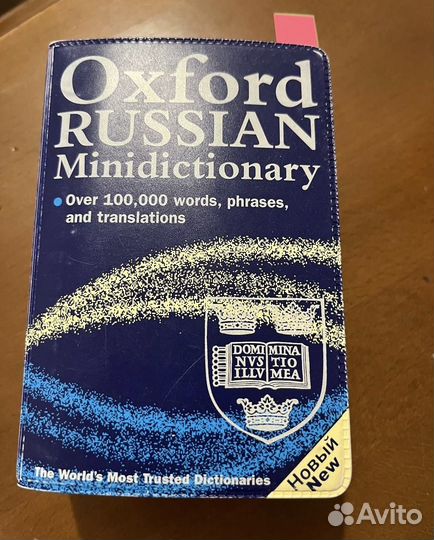 Oxford
RUSSIAN
Minidictionary
Over 100,000 words, phrases,
and translations
DOMI MINA
NVS TIO
ILLV MEA
The World's Most Trusted Dictionaries
Новый
New
Avito